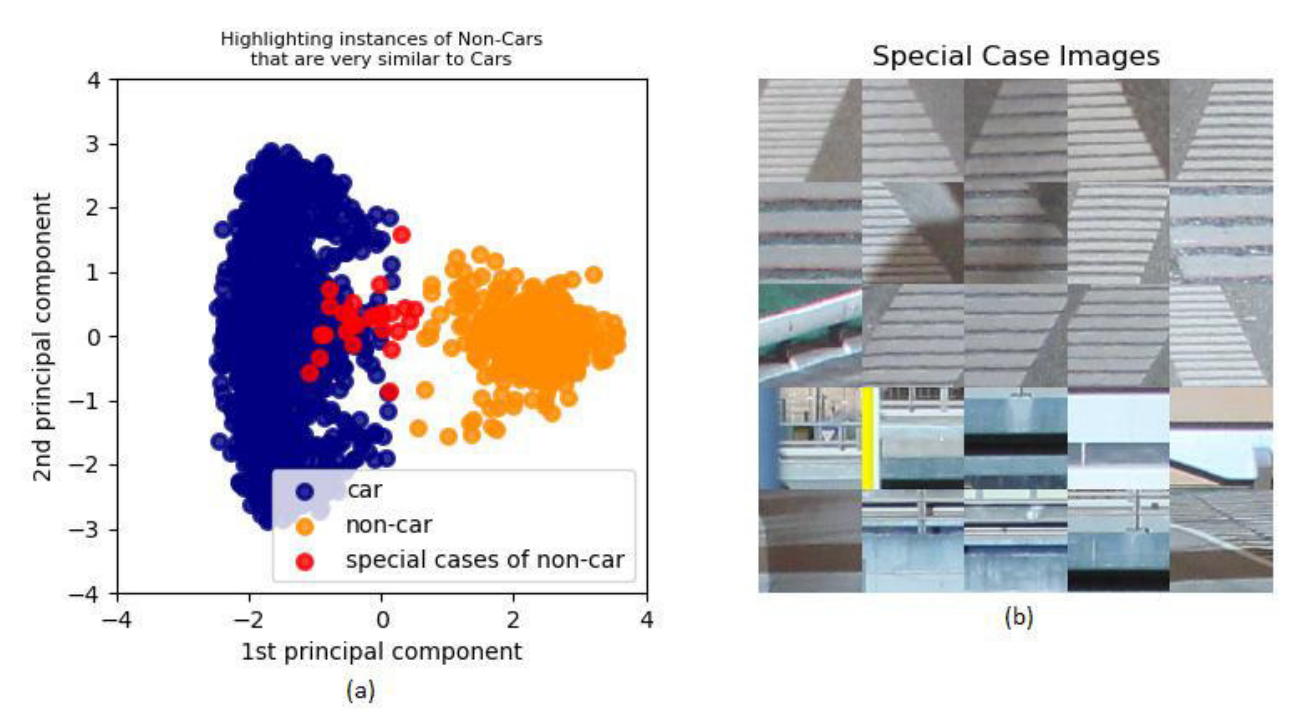 Highlighting instances of Non-Cars
that are very similar to Cars
4
3
2
1
0
−1
−2
−3
−4
2nd principal component
car
non-car
special cases of non-car
−4 −2 0 2 4
1st principal component
(a)
Special Case Images
(b)